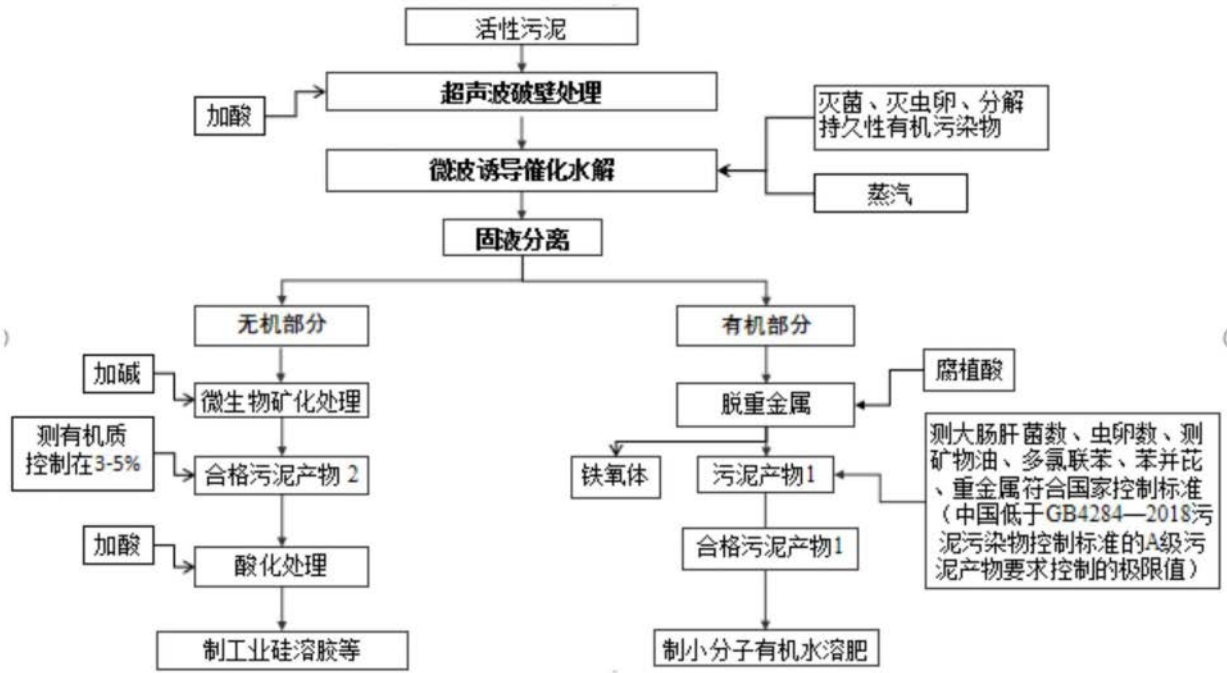 活性污泥
超声波破壁处理
加酸
灭菌、灭虫卵、分解
持久性有机污染物
微波诱导催化水解
蒸汽
固液分离
无机部分
有机部分
加碱
腐植酸
微生物矿化处理
脱重金属
测有机质
控制在3-5%
合格污泥产物 2
铁氧体
污泥产物1
测大肠肝菌数、虫卵数、测
矿物油、多氯联苯、苯并芘
、重金属符合国家控制标准
（中国低于GB4284—2018污
泥污染物控制标准的A级污
泥产物要求控制的极限值）
加酸
酸化处理
合格污泥产物1
制工业硅溶胶等
制小分子有机水溶肥